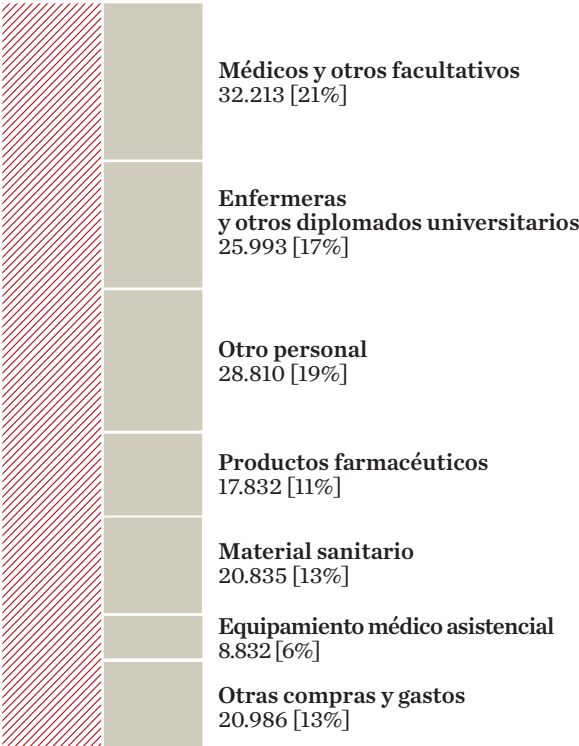 Médicos y otros facultativos
32.213 [21%]
Enfermeras
y otros diplomados universitarios
25.993 [17%]
Otro personal
28.810 [19%]
Productos farmacéuticos
17.832 [11%]
Material sanitario
20.835 [13%]
Equipamiento médico asistencial
8.832 [6%]
Otras compras y gastos
20.986 [13%]